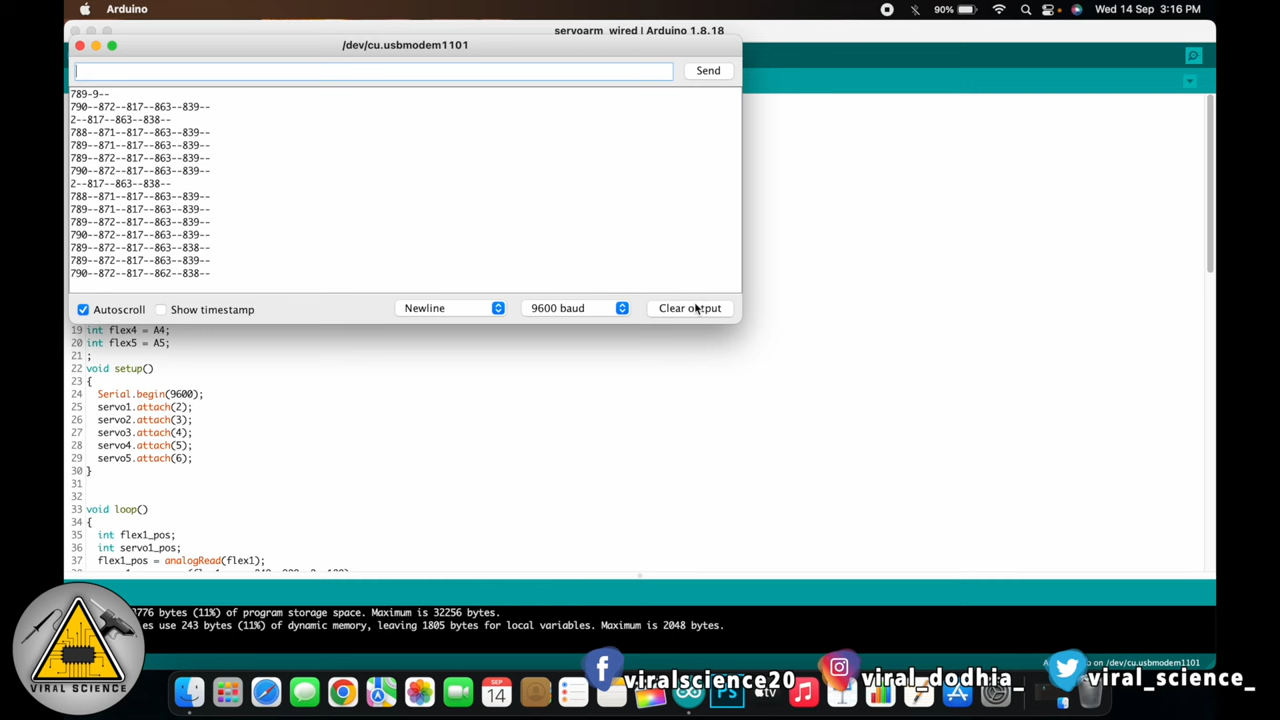 Arduino
90%
Wed 14 Sep 3:16 PM
servoarm_wired | Arduino 1.8.18
/dev/cu.usbmodem1101
Send
789-9--
790--872--817--863--839--
2--817--863--838--
788--871--817--863--839--
789--871--817--863--839--
789--872--817--863--839--
790--872--817--863--839--
2--817--863--838--
788--871--817--863--839--
789--871--817--863--839--
789--872--817--863--839--
790--872--817--863--839--
789--872--817--863--838--
789--872--817--863--839--
790--872--817--862--838--
Autoscroll
Show timestamp
Newline
9600 baud
Clear output
19 int flex4 = A4;
20 int flex5 = A5;
21 ;
22 void setup()
23 {
24 Serial.begin(9600);
25 servo1.attach(2);
26 servo2.attach(3);
27 servo3.attach(4);
28 servo4.attach(5);
29 servo5.attach(6);
30 }
31
32
33 void loop()
34 {
35 int flex1_pos;
36 int servo1_pos;
37 flex1_pos = analogRead(flex1);
776 bytes (11%) of program storage space. Maximum is 32256 bytes.
es use 243 bytes (11%) of dynamic memory, leaving 1805 bytes for local variables. Maximum is 2048 bytes.
on /dev/cu.usbmodem1101
VIRAL SCIENCE
viralscience20
viral_dodhia_
viral_science_
SEP
14
Ps
tv